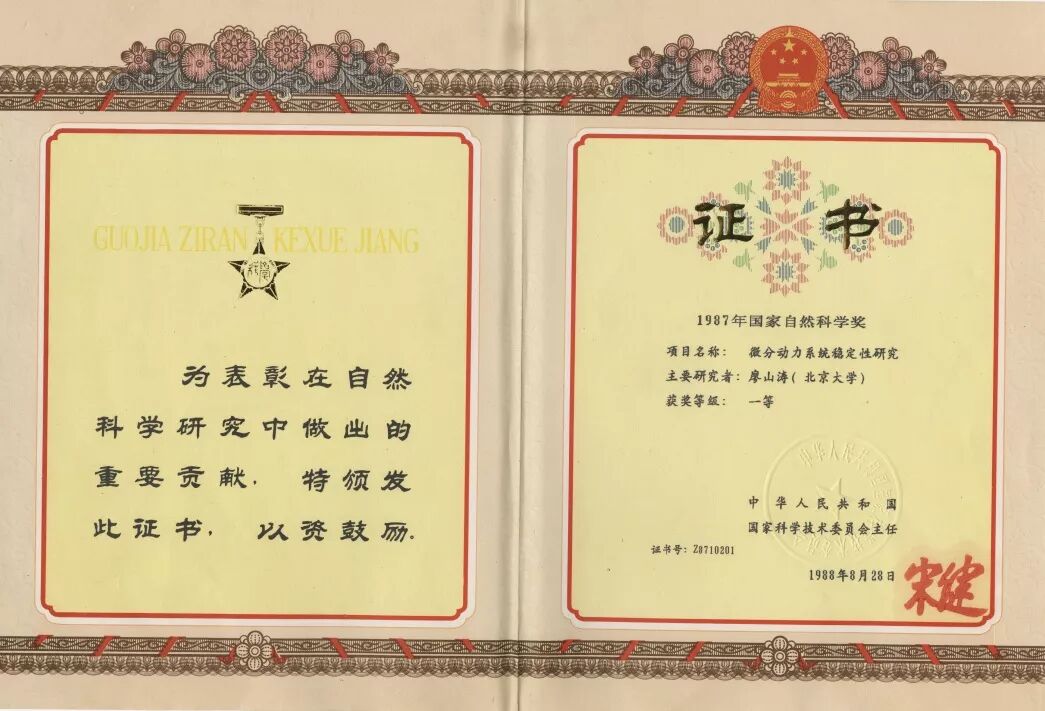 GUOJIA ZIRAN KEXUE JIANG
为表彰在自然
科学研究中做出的
重要贡献，特颁发
此证书，以资鼓励.
证书
1987年国家自然科学奖
项目名称：微分动力系统稳定性研究
主要研究者：廖山涛(北京大学)
获奖等级：一等
中华人民共和国
国家科学技术委员会主任
证书号：Z8710201
1988年8月28日
宋健